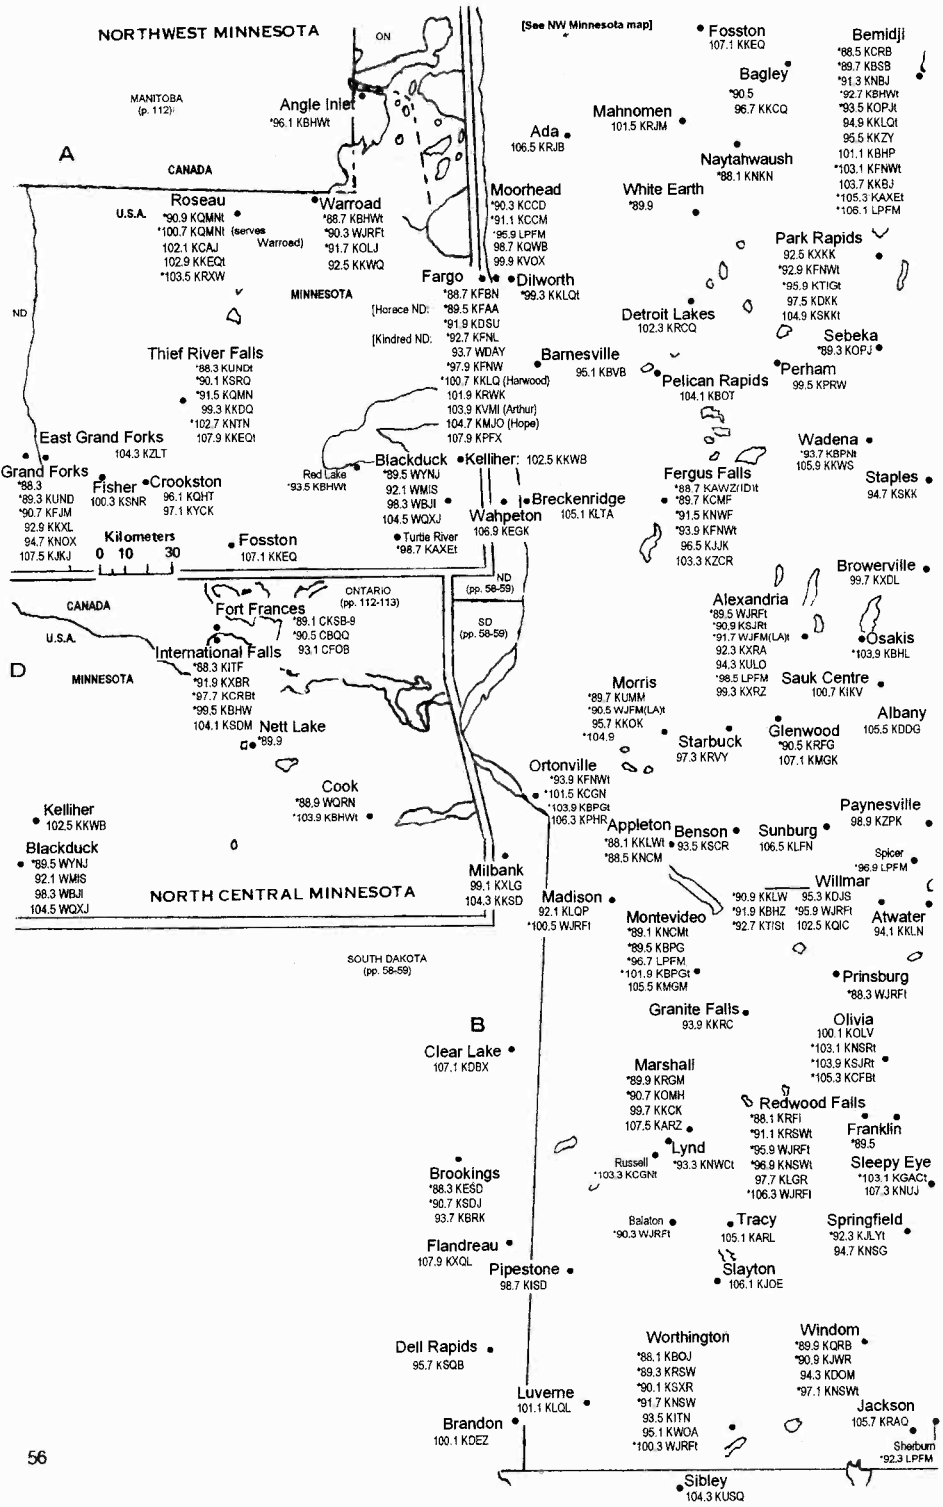 NORTHWEST MINNESOTA
ON
[See NW Minnesota map]
MANITOBA
(p. 112)
Angle Inlet
*96.1 KBHWt
A
CANADA
U.S.A.
Roseau
*90.9 KQMNt
*100.7 KQMNt (serves
Warroad)
102.1 KCAJ
102.9 KKEQt
*103.5 KRXW
Warroad
*88.7 KBHWt
*90.3 WJRFt
*91.7 KOLJ
92.5 KKWQ
ND
MINNESOTA
Thief River Falls
*88.3 KUNDt
*90.1 KSRQ
*91.5 KQMN
99.3 KKDQ
*102.7 KNTN
107.9 KKEQt
East Grand Forks
104.3 KZLT
Grand Forks
*88.3
*89.3 KUND
*90.7 KFJM
92.9 KKXL
94.7 KNOX
107.5 KJKJ
Fisher
100.3 KSNR
Crookston
96.1 KQHT
97.1 KYCK
Kilometers
0 10 30
Fosston
107.1 KKEQ
Red Lake
*93.5 KBHWt
Blackduck
*89.5 WYNJ
92.1 WMIS
98.3 WBJI
104.5 WQXJ
Kelliher: 102.5 KKWB
Turtle River
*98.7 KAXEt
Fosston
107.1 KKEQ
Bagley
*90.5
96.7 KKCQ
Bemidji
*88.5 KCRB
*89.7 KBSB
*91.3 KNBJ
*92.7 KBHWt
*93.5 KOPJt
94.9 KKLQt
95.5 KKZY
101.1 KBHP
*103.1 KFNWt
103.7 KKBJ
*105.3 KAXEt
*106.1 LPFM
Mahnomen
101.5 KRJM
Ada
106.5 KRJB
Naytahwaush
*88.1 KNKN
White Earth
*89.9
Moorhead
*90.3 KCCD
*91.1 KCCM
*95.9 LPFM
98.7 KQWB
99.9 KVOX
Fargo
*88.7 KFBN
[Horace ND: *89.5 KFAA
*91.9 KDSU
[Kindred ND: *92.7 KFNL
93.7 WDAY
*97.9 KFNW
*100.7 KKLQ (Harwood)
101.9 KRWK
103.9 KVMI (Arthur)
104.7 KMJO (Hope)
107.9 KPFX
Dilworth
*99.3 KKLQt
Park Rapids
92.5 KXKK
*92.9 KFNWt
*95.9 KTIGt
97.5 KDKK
104.9 KSKKt
Detroit Lakes
102.3 KRCQ
Sebeka
*89.3 KOPJ
Barnesville
95.1 KBVB
Pelican Rapids
104.1 KBOT
Perham
99.5 KPRW
Wadena
*93.7 KBPNt
105.9 KKWS
Staples
94.7 KSKK
Fergus Falls
*88.7 KAWZ/IDIt
*89.7 KCMF
*91.5 KNWF
*93.9 KFNWt
96.5 KJJK
103.3 KZCR
Breckenridge
105.1 KLTA
Wahpeton
106.9 KEGK
Browerville
99.7 KXDL
ND
(pp. 58-59)
SD
(pp. 58-59)
CANADA
U.S.A.
ONTARIO
(pp. 112-113)
Fort Frances
*89.1 CKSB-9
*90.5 CBQQ
93.1 CFOB
D
MINNESOTA
International Falls
*88.3 KITF
*91.9 KXBR
*97.7 KCRBt
*99.5 KBHW
104.1 KSDM
Nett Lake
*89.9
Cook
*88.9 WQRN
*103.9 KBHWt
Kelliher
102.5 KKWB
Blackduck
*89.5 WYNJ
92.1 WMIS
98.3 WBJI
104.5 WQXJ
NORTH CENTRAL MINNESOTA
Alexandria
*89.5 WJRFt
*90.9 KSJRt
*91.7 WJFM(LA)t
92.3 KXRA
94.3 KULO
*98.5 LPFM
99.3 KXRZ
Osakis
*103.9 KBHL
Sauk Centre
100.7 KIKV
Morris
*89.7 KUMM
*90.5 WJFM(LA)t
95.7 KKOK
*104.9
Starbuck
97.3 KRVY
Glenwood
*90.5 KRFG
107.1 KMGK
Albany
105.5 KDDG
Ortonville
*93.9 KFNWt
*101.5 KCGN
*103.9 KBPGt
106.3 KPHR
Appleton
*88.1 KKLWt
*88.5 KNCM
Benson
93.5 KSCR
Sunburg
106.5 KLFN
Paynesville
98.9 KZPK
Spicer
*96.9 LPFM
Milbank
99.1 KXLG
104.3 KKSD
Madison
92.1 KLQP
*100.5 WJRFt
Willmar
*90.9 KKLW 95.3 KDJS
*91.9 KBHZ *95.9 WJRFt
*92.7 KTISt 102.5 KQIC
Atwater
94.1 KKLN
Montevideo
*89.1 KNCMt
*89.5 KBPG
*96.7 LPFM
*101.9 KBPGt
105.5 KMGM
SOUTH DAKOTA
(pp. 58-59)
Prinsburg
*88.3 WJRFt
Granite Falls
93.9 KKRC
B
Olivia
100.1 KOLV
*103.1 KNSRt
*103.9 KSJRt
*105.3 KCFBt
Clear Lake
107.1 KDBX
Marshall
*89.9 KRGM
*90.7 KOMH
99.7 KKCK
107.5 KARZ
Redwood Falls
*88.1 KRFI
*91.1 KRSWt
*95.9 WJRFt
*96.9 KNSWt
97.7 KLGR
*106.3 WJRFt
Franklin
*89.5
Lynd
*93.3 KNWCt
Russell
*103.3 KCGNt
Sleepy Eye
*103.1 KGACt
107.3 KNUJ
Brookings
*88.3 KESD
*90.7 KSDJ
93.7 KBRK
Balaton
*90.3 WJRFt
Tracy
105.1 KARL
Springfield
*92.3 KJLYt
94.7 KNSG
Flandreau
107.9 KXQL
Pipestone
98.7 KISD
Slayton
106.1 KJOE
Dell Rapids
95.7 KSQB
Worthington
*88.1 KBOJ
*89.3 KRSW
*90.1 KSXR
*91.7 KNSW
93.5 KITN
95.1 KWOA
*100.3 WJRFt
Windom
*89.9 KQRB
*90.9 KJWR
94.3 KDOM
*97.1 KNSWt
Luverne
101.1 KLQL
Brandon
100.1 KDEZ
Jackson
105.7 KRAQ
Sherburn
*92.3 LPFM
56
Sibley
104.3 KUSQ